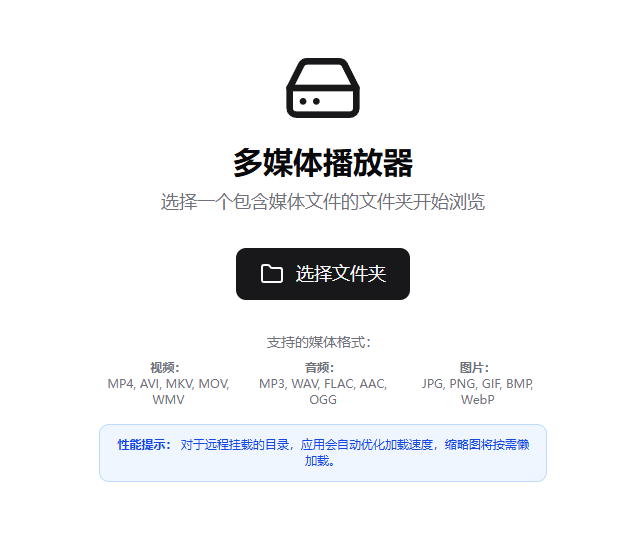 多媒体播放器
选择一个包含媒体文件的文件夹开始浏览
选择文件夹
支持的媒体格式：
视频：
MP4, AVI, MKV, MOV,
WMV
音频：
MP3, WAV, FLAC, AAC,
OGG
图片：
JPG, PNG, GIF, BMP,
WebP
性能提示： 对于远程挂载的目录，应用会自动优化加载速度，缩略图将按需懒
加载。